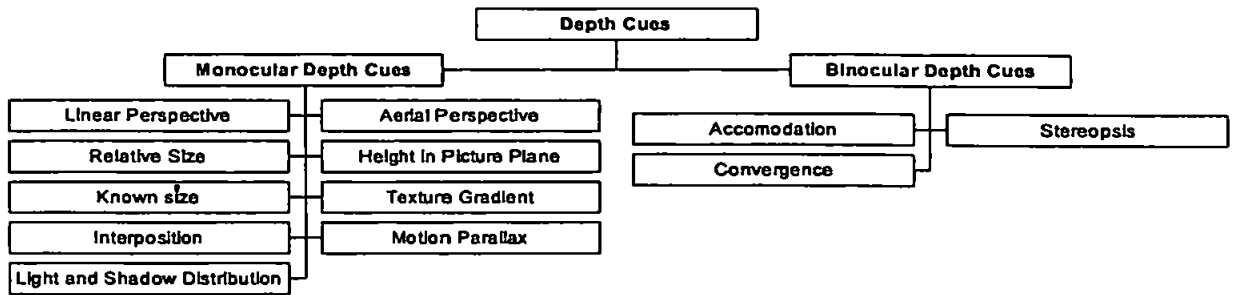 Depth Cues
Monocular Depth Cues
Binocular Depth Cues
Linear Perspective
Aerial Perspective
Relative Size
Height in Picture Plane
Known size
Texture Gradient
Interposition
Motion Parallax
Light and Shadow Distribution
Accomodation
Stereopsis
Convergence